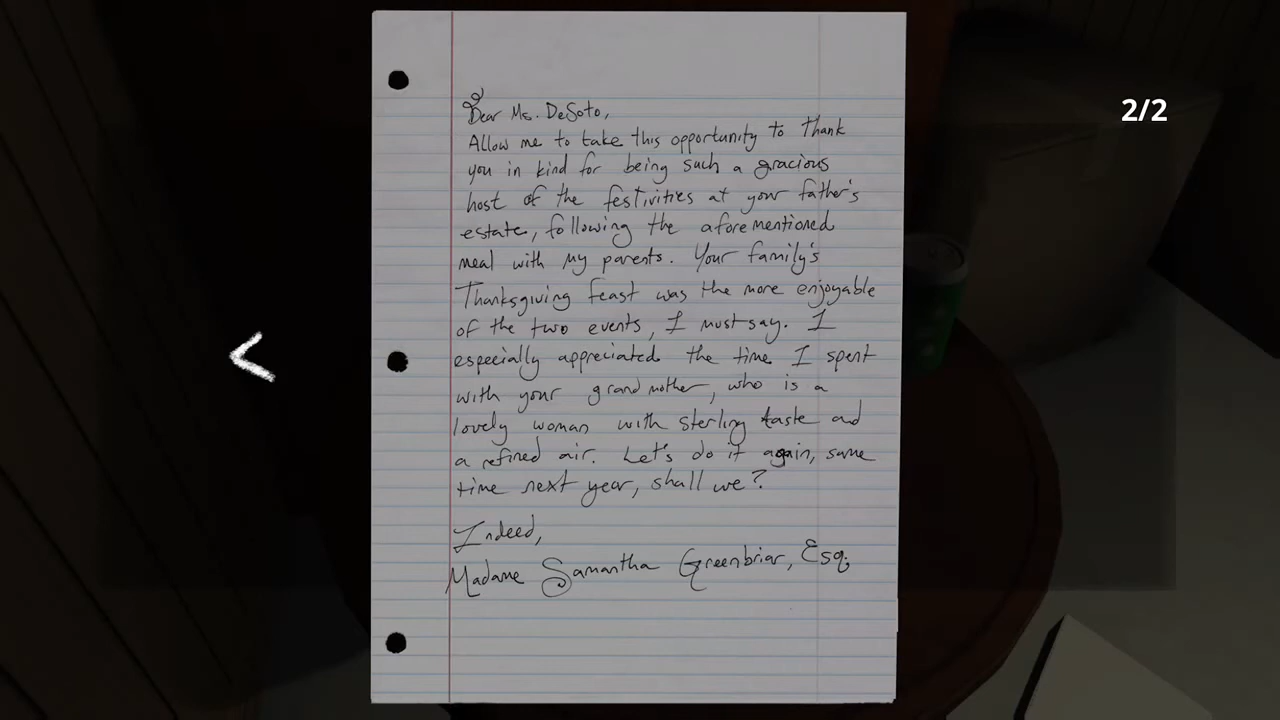 2/2
Dear Ms. DeSoto,
Allow me to take this opportunity to thank
you in kind for being such a gracious
host of the festivities at your father's
estate, following the aforementioned
meal with my parents. Your family's
Thanksgiving feast was the more enjoyable
of the two events, I must say. I
especially appreciated the time I spent
with your grandmother, who is a
lovely woman with sterling taste and
a refined air. Let's do it again, same
time next year, shall we?
Indeed,
Madame Samantha Greenbriar, Esq.